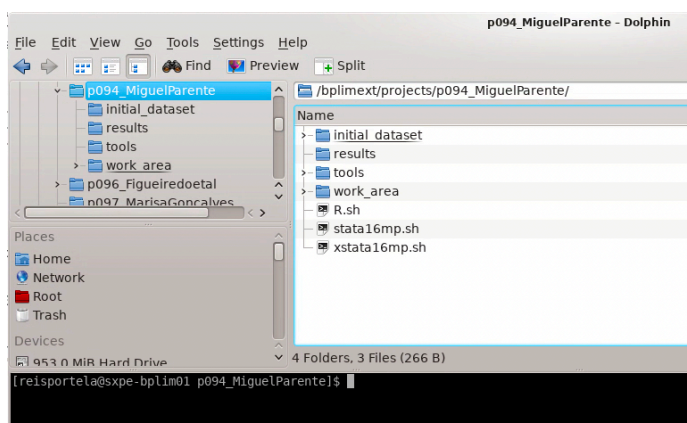 p094_MiguelParente – Dolphin
File Edit View Go Tools Settings Help
Find Preview Split
p094_MiguelParente
initial_dataset
results
tools
work_area
p096_Figueiredoetal
p097_MarisaGoncalves
/bplimext/projects/p094_MiguelParente/
Name
initial_dataset
results
tools
work_area
R.sh
stata16mp.sh
xstata16mp.sh
Places
Home
Network
Root
Trash
Devices
953.0 MiB Hard Drive
4 Folders, 3 Files (266 B)
[reisportela@sxpe-bplim01 p094_MiguelParente]$